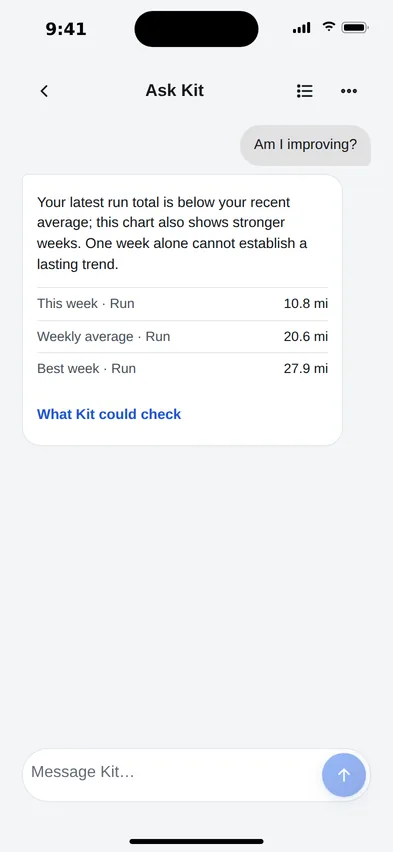 9:41
Ask Kit
Am I improving?
Your latest run total is below your recent
average; this chart also shows stronger
weeks. One week alone cannot establish a
lasting trend.
This week · Run 10.8 mi
Weekly average · Run 20.6 mi
Best week · Run 27.9 mi
What Kit could check
Message Kit…